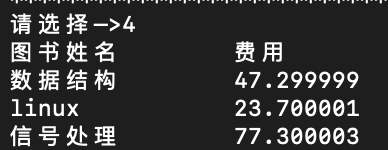 请选择—>4
图书姓名 费用
数据结构 47.299999
linux 23.700001
信号处理 77.300003